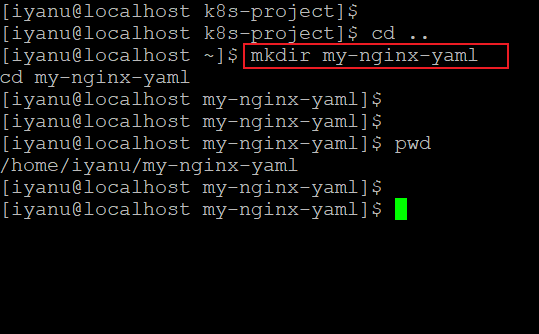 [iyanu@localhost k8s-project]$
[iyanu@localhost k8s-project]$ cd ..
[iyanu@localhost ~]$ mkdir my-nginx-yaml
cd my-nginx-yaml
[iyanu@localhost my-nginx-yaml]$
[iyanu@localhost my-nginx-yaml]$
[iyanu@localhost my-nginx-yaml]$ pwd
/home/iyanu/my-nginx-yaml
[iyanu@localhost my-nginx-yaml]$
[iyanu@localhost my-nginx-yaml]$